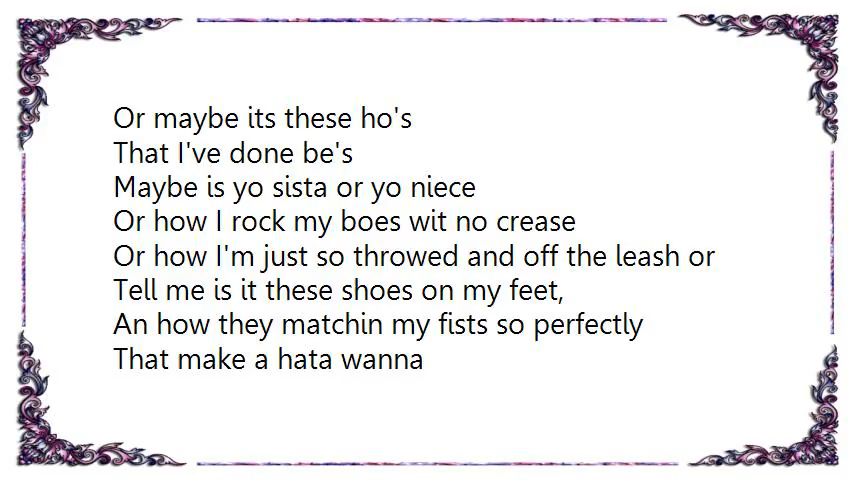 Or maybe its these ho's
That I've done be's
Maybe is yo sista or yo niece
Or how I rock my boes wit no crease
Or how I'm just so throwed and off the leash or
Tell me is it these shoes on my feet,
An how they matchin my fists so perfectly
That make a hata wanna